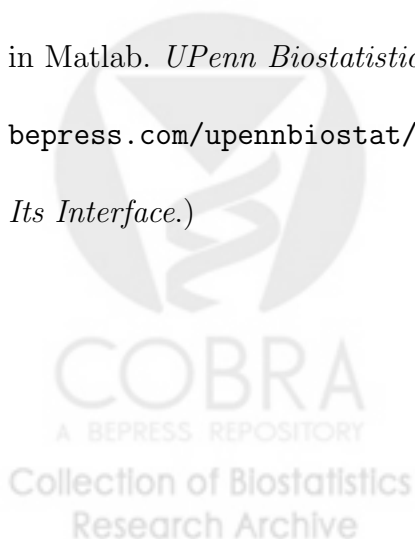 in Matlab. UPenn Biostatistic
bepress.com/upennbiostat/
Its Interface.)
COBRA
A BEPRESS REPOSITORY
Collection of Biostatistics
Research Archive